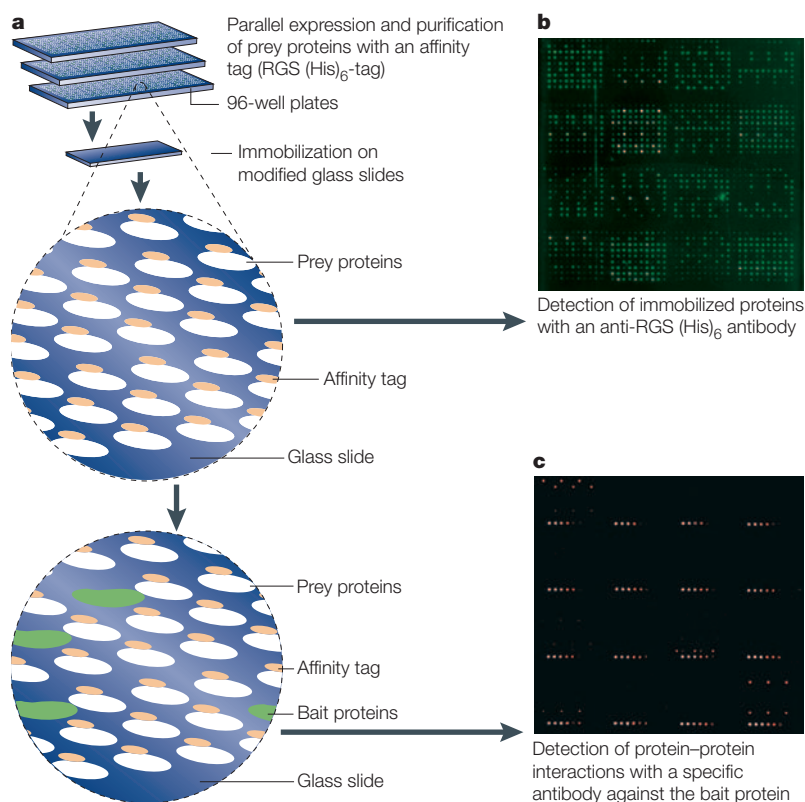 a
Parallel expression and purification
of prey proteins with an affinity
tag (RGS (His)6-tag)
96-well plates
Immobilization on
modified glass slides
Prey proteins
Affinity tag
Glass slide
b
Detection of immobilized proteins
with an anti-RGS (His)6 antibody
Prey proteins
Affinity tag
Bait proteins
Glass slide
c
Detection of protein–protein
interactions with a specific
antibody against the bait protein